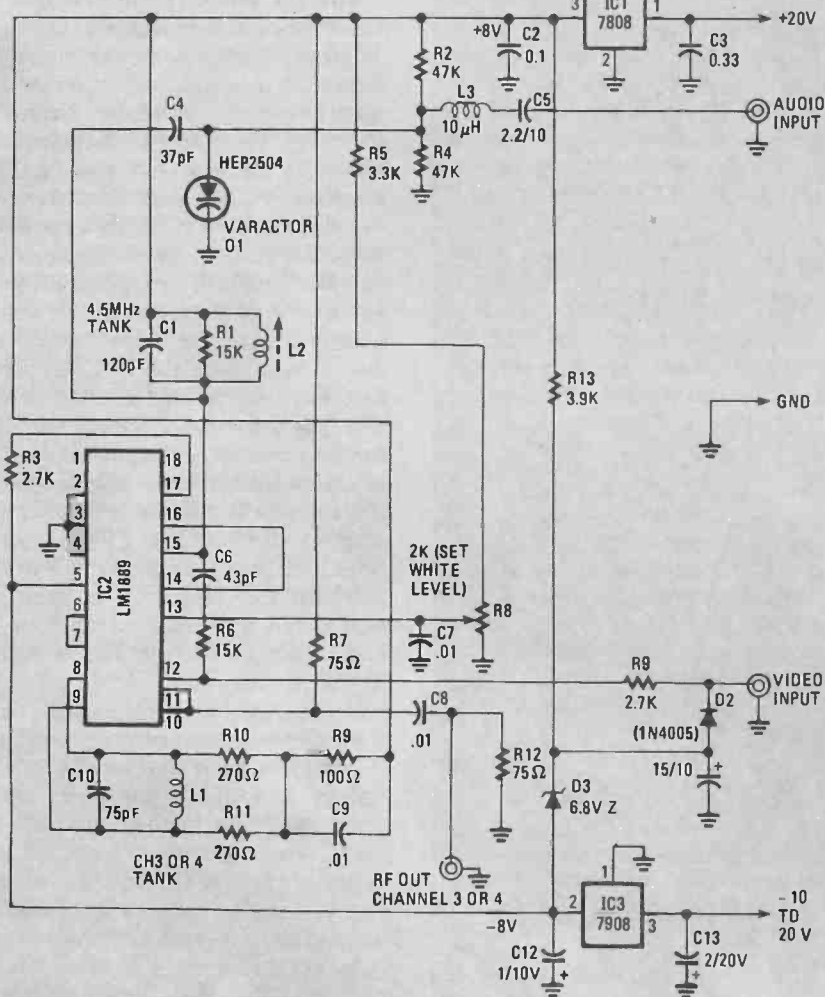 3
IC1
7808
1
2
+20V
+8V
C2
0.1
C3
0.33
R2
47K
L3
10µH
C5
2.2/10
AUDIO
INPUT
C4
37pF
R4
47K
R5
3.3K
HEP2504
VARACTOR
O1
4.5MHz
TANK
C1
120pF
R1
15K
L2
R13
3.9K
GND
R3
2.7K
1
2
3
4
5
6
7
8
9
IC2
LM1889
18
17
16
15
14
13
12
11
10
C6
43pF
2K (SET
WHITE
LEVEL)
R8
C7
.01
R6
15K
R7
75Ω
R9
2.7K
VIDEO
INPUT
D2
(1N4005)
C8
.01
R10
270Ω
R9
100Ω
R12
75Ω
15/10 +
C10
75pF
L1
R11
270Ω
C9
.01
D3
6.8V Z
CH3 OR 4
TANK
RF OUT
CHANNEL 3 OR 4
-8V
1
2
IC3
7908
3
-10
TD
20 V
C12
1/10V
+
C13
2/20V
+